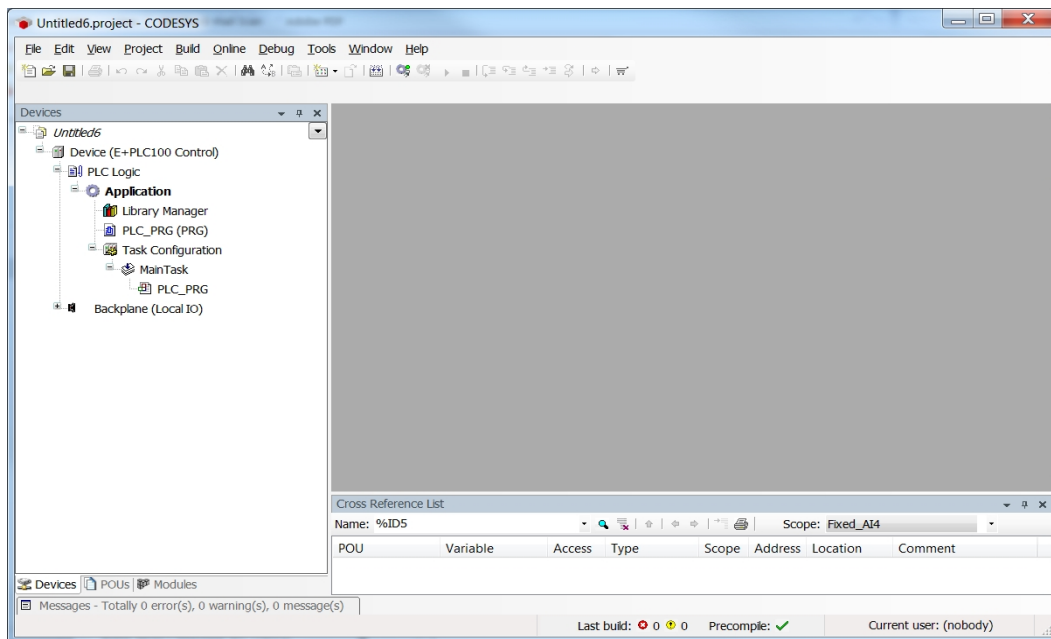 Untitled6.project - CODESYS
File Edit View Project Build Online Debug Tools Window Help
Devices
Untitled6
Device (E+PLC100 Control)
PLC Logic
Application
Library Manager
PLC_PRG (PRG)
Task Configuration
MainTask
PLC_PRG
Backplane (Local IO)
Cross Reference List
Name: %ID5 Scope: Fixed_AI4
POU Variable Access Type Scope Address Location Comment
Devices POUs Modules
Messages - Totally 0 error(s), 0 warning(s), 0 message(s)
Last build: 0 0 Precompile: Current user: (nobody)